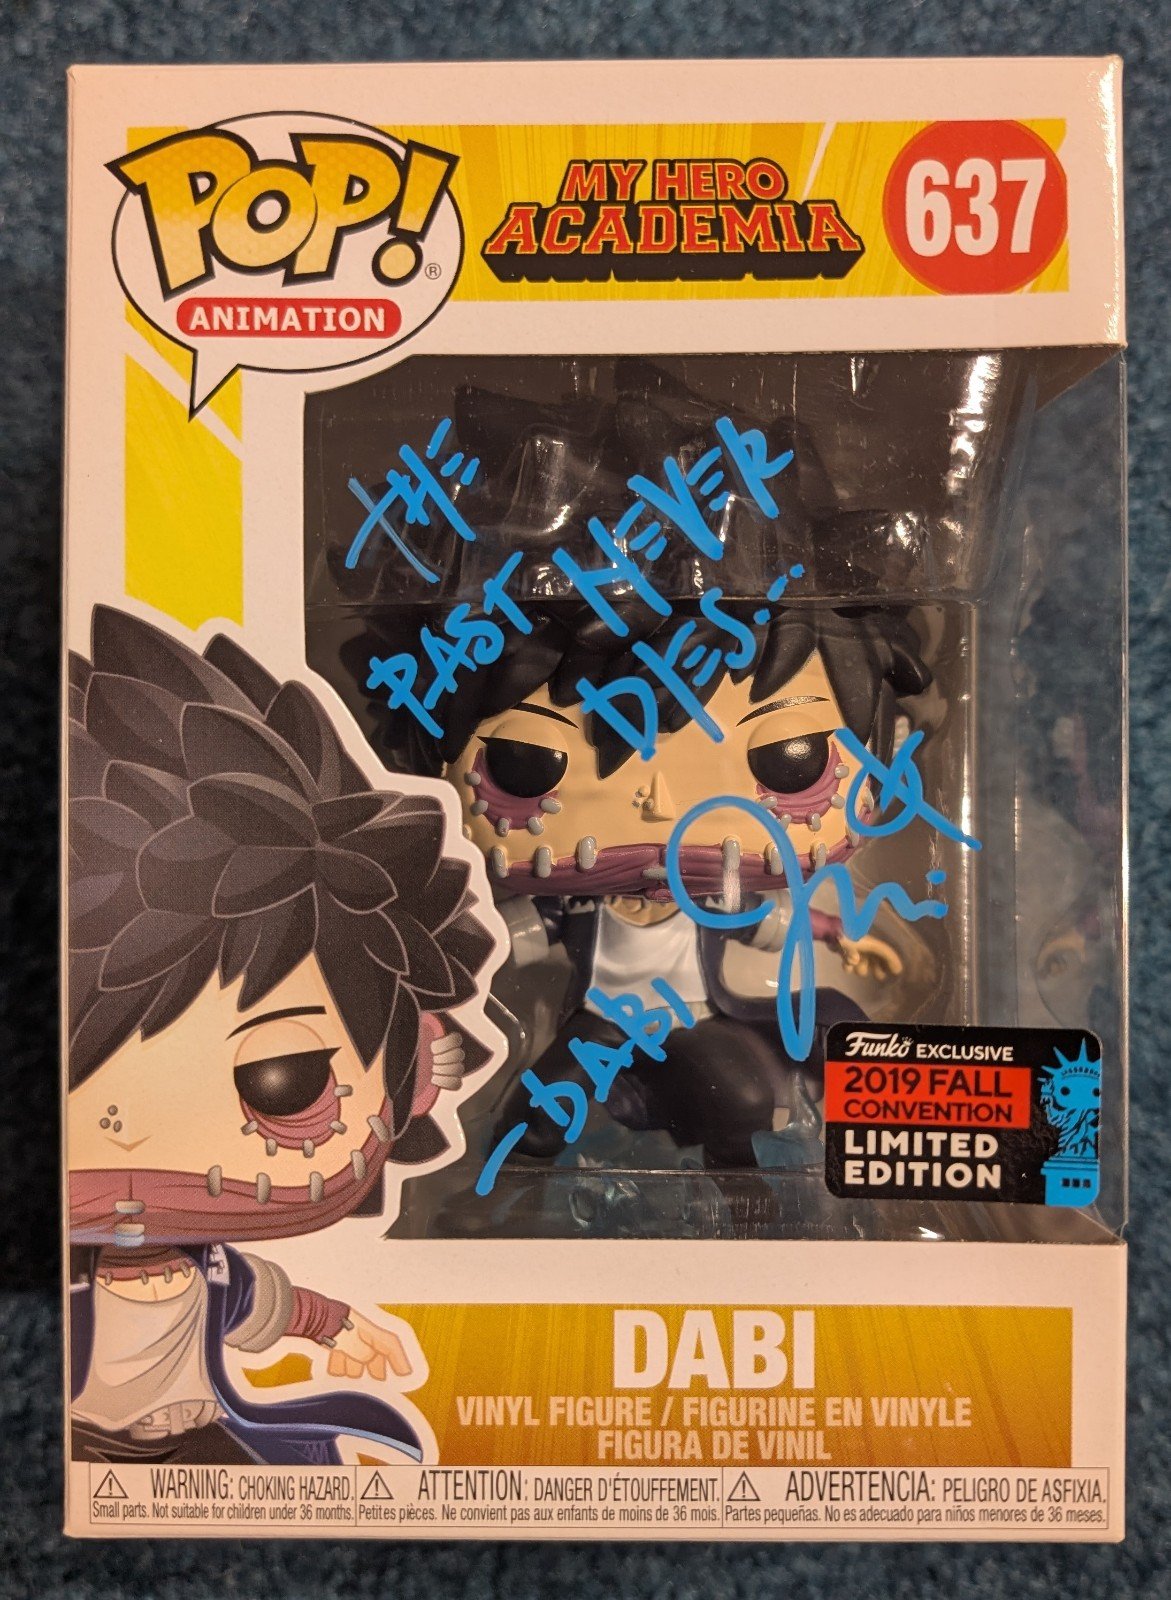 POP!®
ANIMATION
MY HERO
ACADEMIA
637
THE
PAST NEVER
DIES...
-DABI
Funko EXCLUSIVE
2019 FALL
CONVENTION
LIMITED
EDITION
DABI
VINYL FIGURE / FIGURINE EN VINYLE
FIGURA DE VINIL
WARNING: CHOKING HAZARD.
Small parts. Not suitable for children under 36 months.
ATTENTION: DANGER D'ÉTOUFFEMENT.
Petites pièces. Ne convient pas aux enfants de moins de 36 mois.
ADVERTENCIA: PELIGRO DE ASFIXIA.
Partes pequeñas. No es adecuado para niños menores de 36 meses.